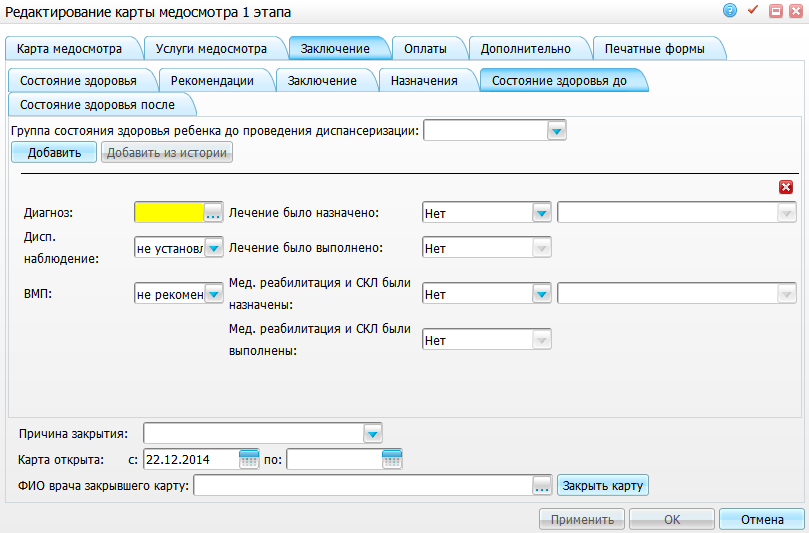 Редактирование карты медосмотра 1 этапа
Карта медосмотра Услуги медосмотра Заключение Оплаты Дополнительно Печатные формы
Состояние здоровья Рекомендации Заключение Назначения Состояние здоровья до
Состояние здоровья после
Группа состояния здоровья ребенка до проведения диспансеризации:
Добавить Добавить из истории
Диагноз: ... Лечение было назначено: Нет
Дисп.
наблюдение: не установл Лечение было выполнено: Нет
ВМП: не рекомен Мед. реабилитация и СКЛ были
назначены: Нет
Мед. реабилитация и СКЛ были
выполнены: Нет
Причина закрытия:
Карта открыта: с: 22.12.2014 по:
ФИО врача закрывшего карту: ... Закрыть карту
Применить OK Отмена